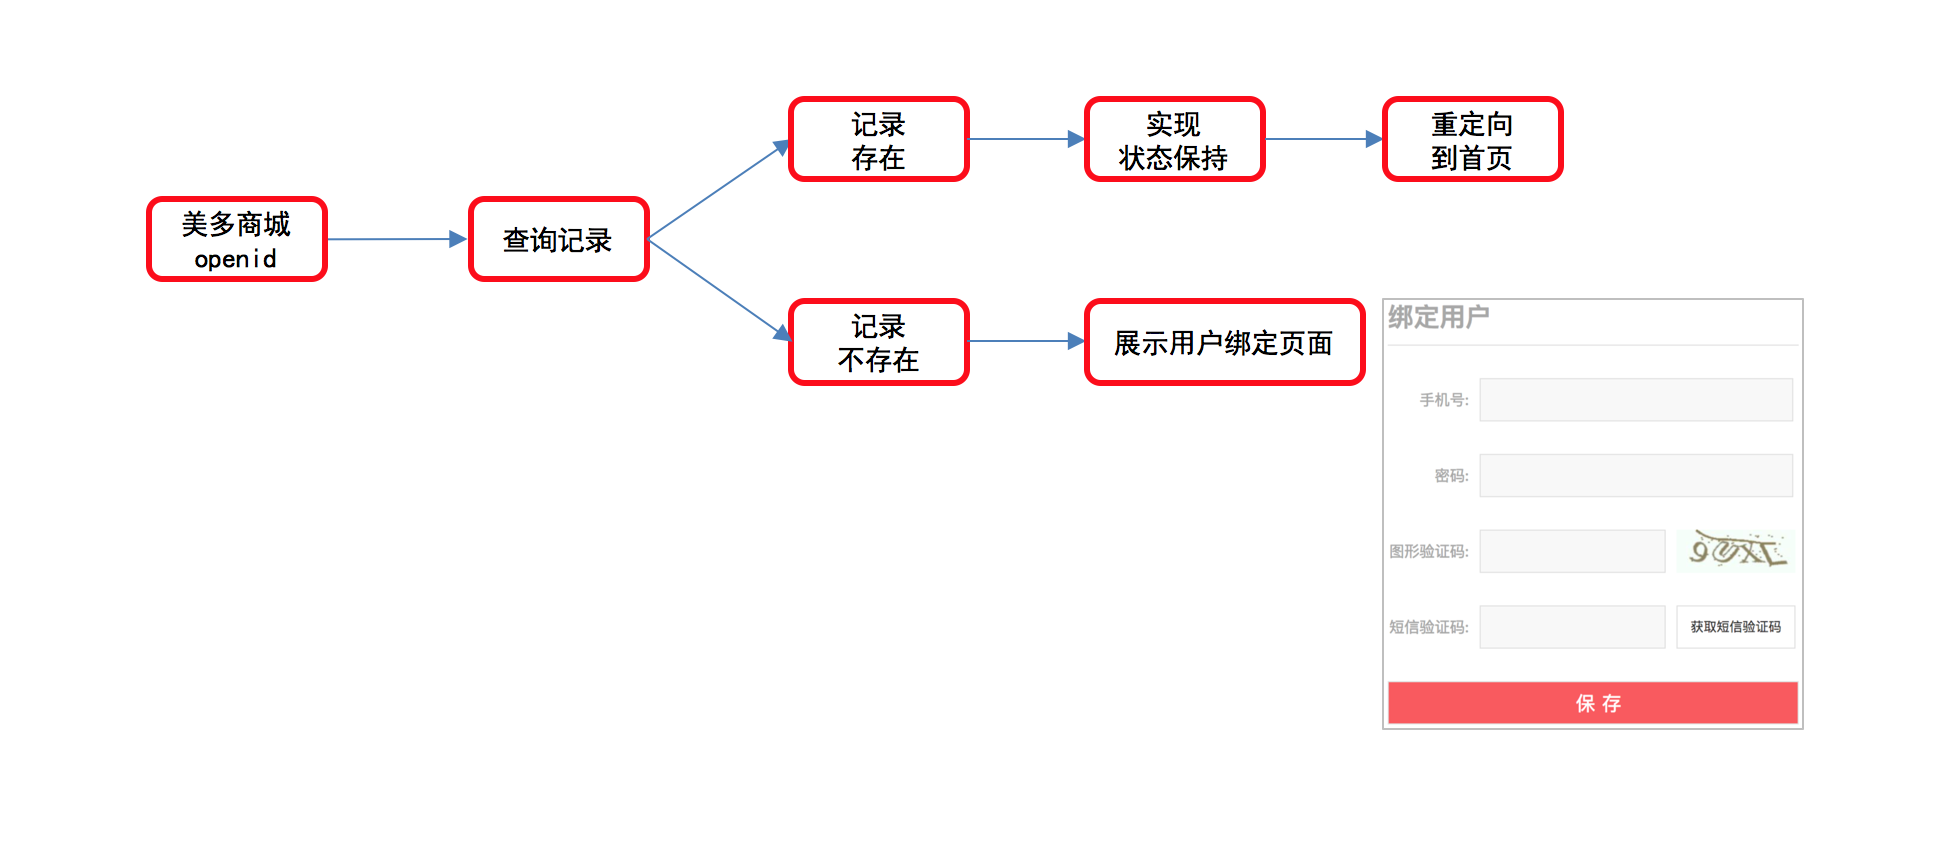 美多商城
openid
查询记录
记录
存在
实现
状态保持
重定向
到首页
记录
不存在
展示用户绑定页面
绑定用户
手机号:
密码:
图形验证码:
短信验证码:
获取短信验证码
保 存